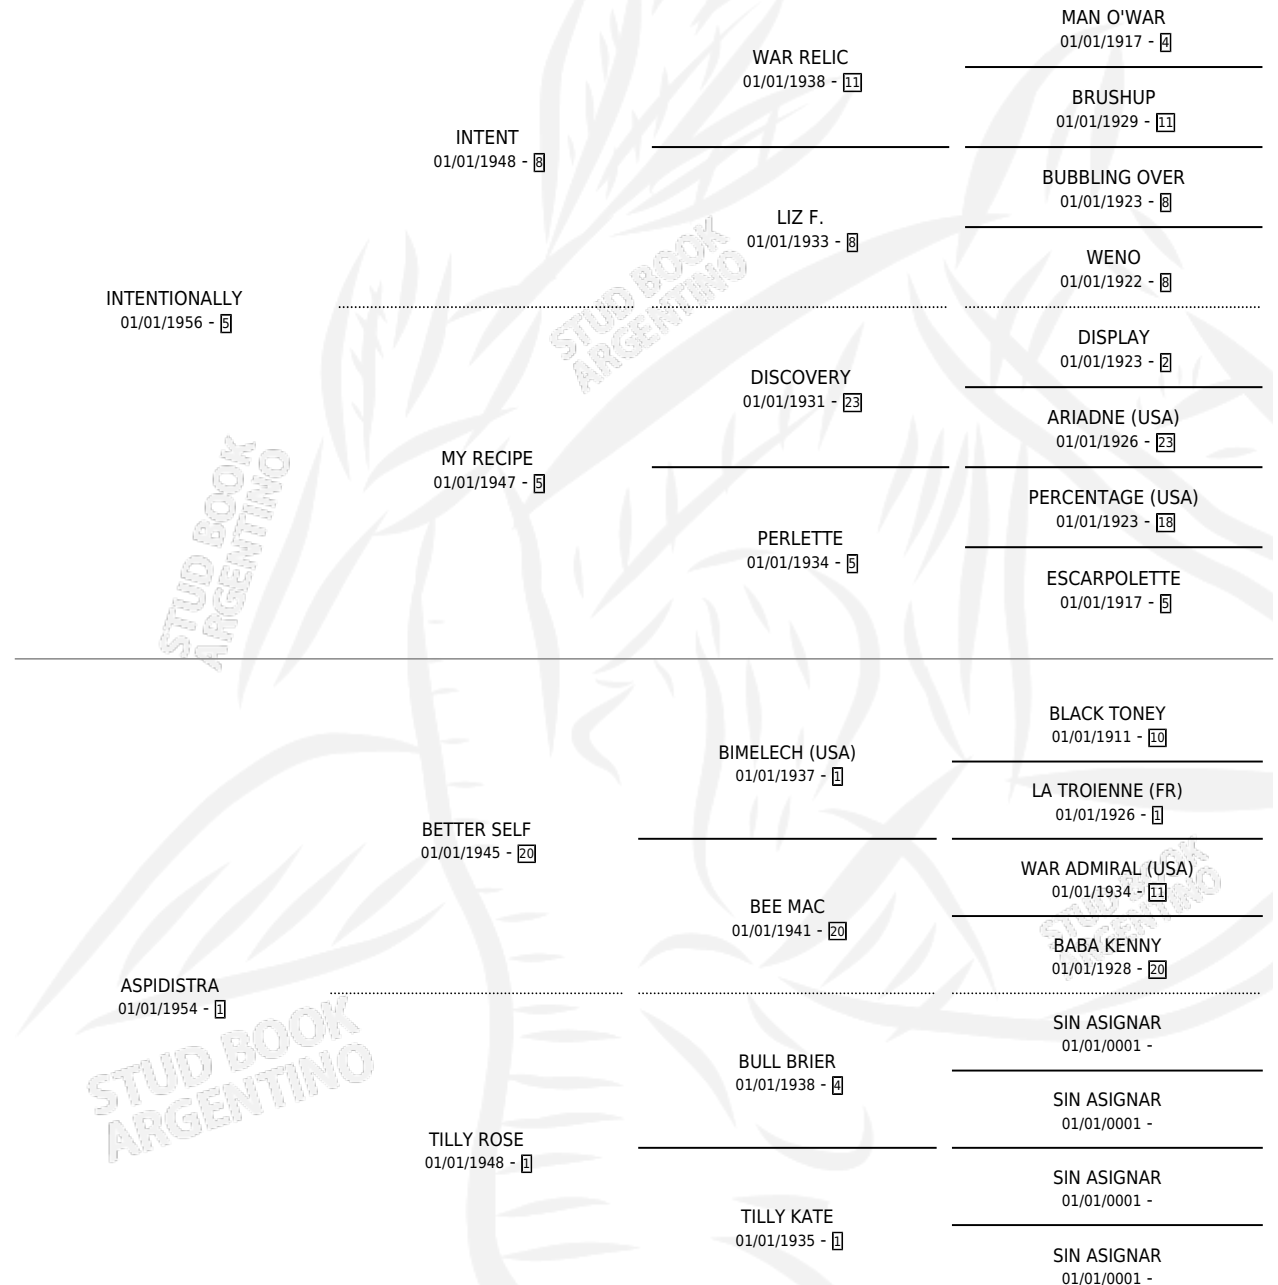 MAN O'WAR
01/01/1917 - 4
WAR RELIC
01/01/1938 - 11
BRUSHUP
01/01/1929 - 11
INTENT
01/01/1948 - 8
BUBBLING OVER
01/01/1923 - 8
LIZ F.
01/01/1933 - 8
WENO
01/01/1922 - 8
INTENTIONALLY
01/01/1956 - 5
DISPLAY
01/01/1923 - 2
DISCOVERY
01/01/1931 - 23
ARIADNE (USA)
01/01/1926 - 23
MY RECIPE
01/01/1947 - 5
PERCENTAGE (USA)
01/01/1923 - 18
PERLETTE
01/01/1934 - 5
ESCARPOLETTE
01/01/1917 - 5
BLACK TONEY
01/01/1911 - 10
BIMELECH (USA)
01/01/1937 - 1
LA TROIENNE (FR)
01/01/1926 - 1
BETTER SELF
01/01/1945 - 20
WAR ADMIRAL (USA)
01/01/1934 - 11
BEE MAC
01/01/1941 - 20
BABA KENNY
01/01/1928 - 20
ASPIDISTRA
01/01/1954 - 1
SIN ASIGNAR
01/01/0001 -
BULL BRIER
01/01/1938 - 4
SIN ASIGNAR
01/01/0001 -
TILLY ROSE
01/01/1948 - 1
SIN ASIGNAR
01/01/0001 -
TILLY KATE
01/01/1935 - 1
SIN ASIGNAR
01/01/0001 -
STUD BOOK
ARGENTINO
STUD BOOK
ARGENTINO
STUD BOOK
ARGENTINO
STUD BOOK
ARGENTINO